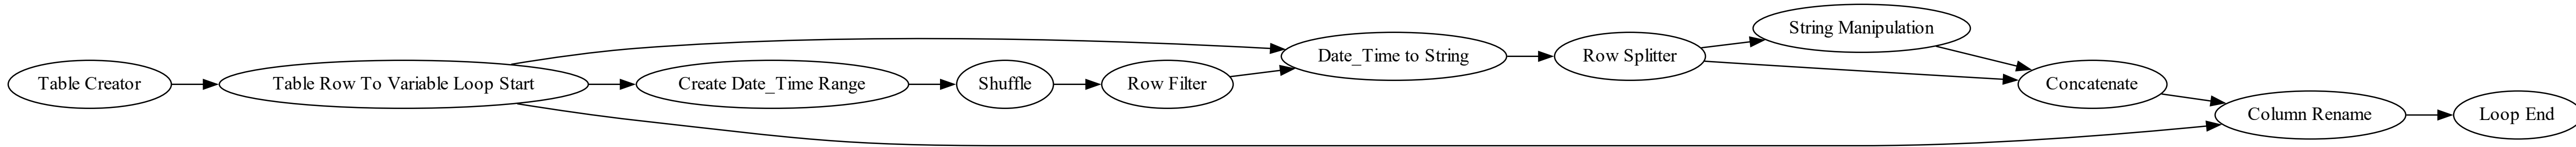 Table Creator
Table Row To Variable Loop Start
Create Date_Time Range
Shuffle
Row Filter
Date_Time to String
Row Splitter
String Manipulation
Concatenate
Column Rename
Loop End